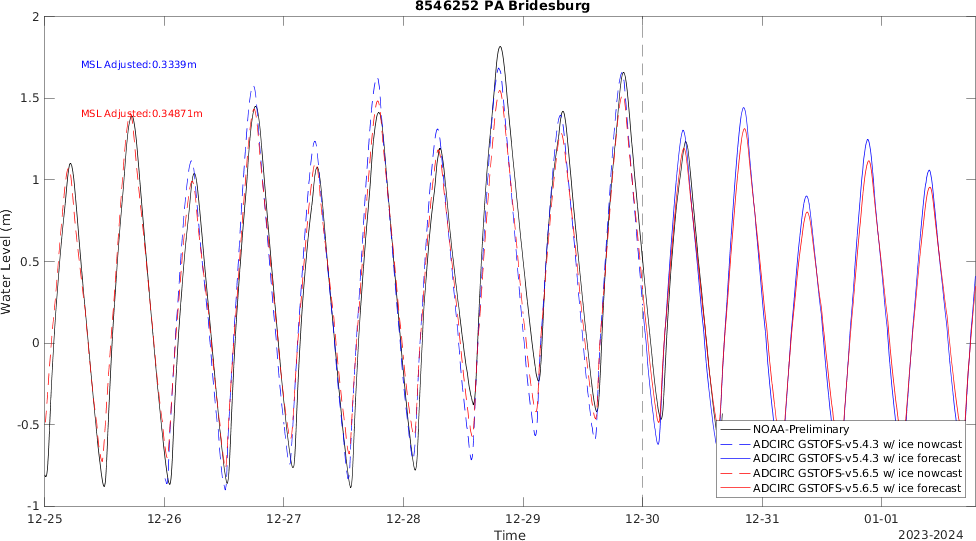 8546252 PA Bridesburg
2
1.5
1
0.5
0
-0.5
-1
Water Level (m)
MSL Adjusted:0.3339m
MSL Adjusted:0.34871m
NOAA-Preliminary
ADCIRC GSTOFS-v5.4.3 w/ ice nowcast
ADCIRC GSTOFS-v5.4.3 w/ ice forecast
ADCIRC GSTOFS-v5.6.5 w/ ice nowcast
ADCIRC GSTOFS-v5.6.5 w/ ice forecast
12-25 12-26 12-27 12-28 12-29 12-30 12-31 01-01
Time
2023-2024